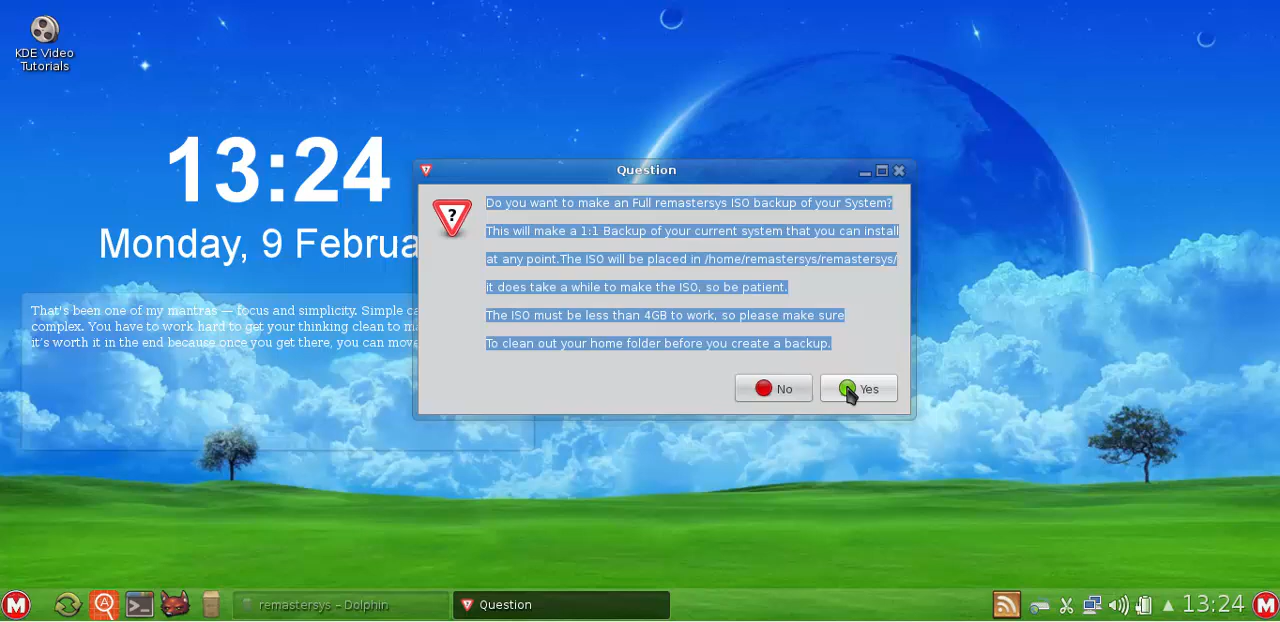 KDE Video
Tutorials
13:24
Monday, 9 Februa
That's been one of my mantras — focus and simplicity. Simple ca
complex. You have to work hard to get your thinking clean to ma
it's worth it in the end because once you get there, you can move
Question
Do you want to make an Full remastersys ISO backup of your System?
This will make a 1:1 Backup of your current system that you can install
at any point.The ISO will be placed in /home/remastersys/remastersys/
it does take a while to make the ISO, so be patient.
The ISO must be less than 4GB to work, so please make sure
To clean out your home folder before you create a backup.
No
Yes
remastersys – Dolphin
Question
13:24